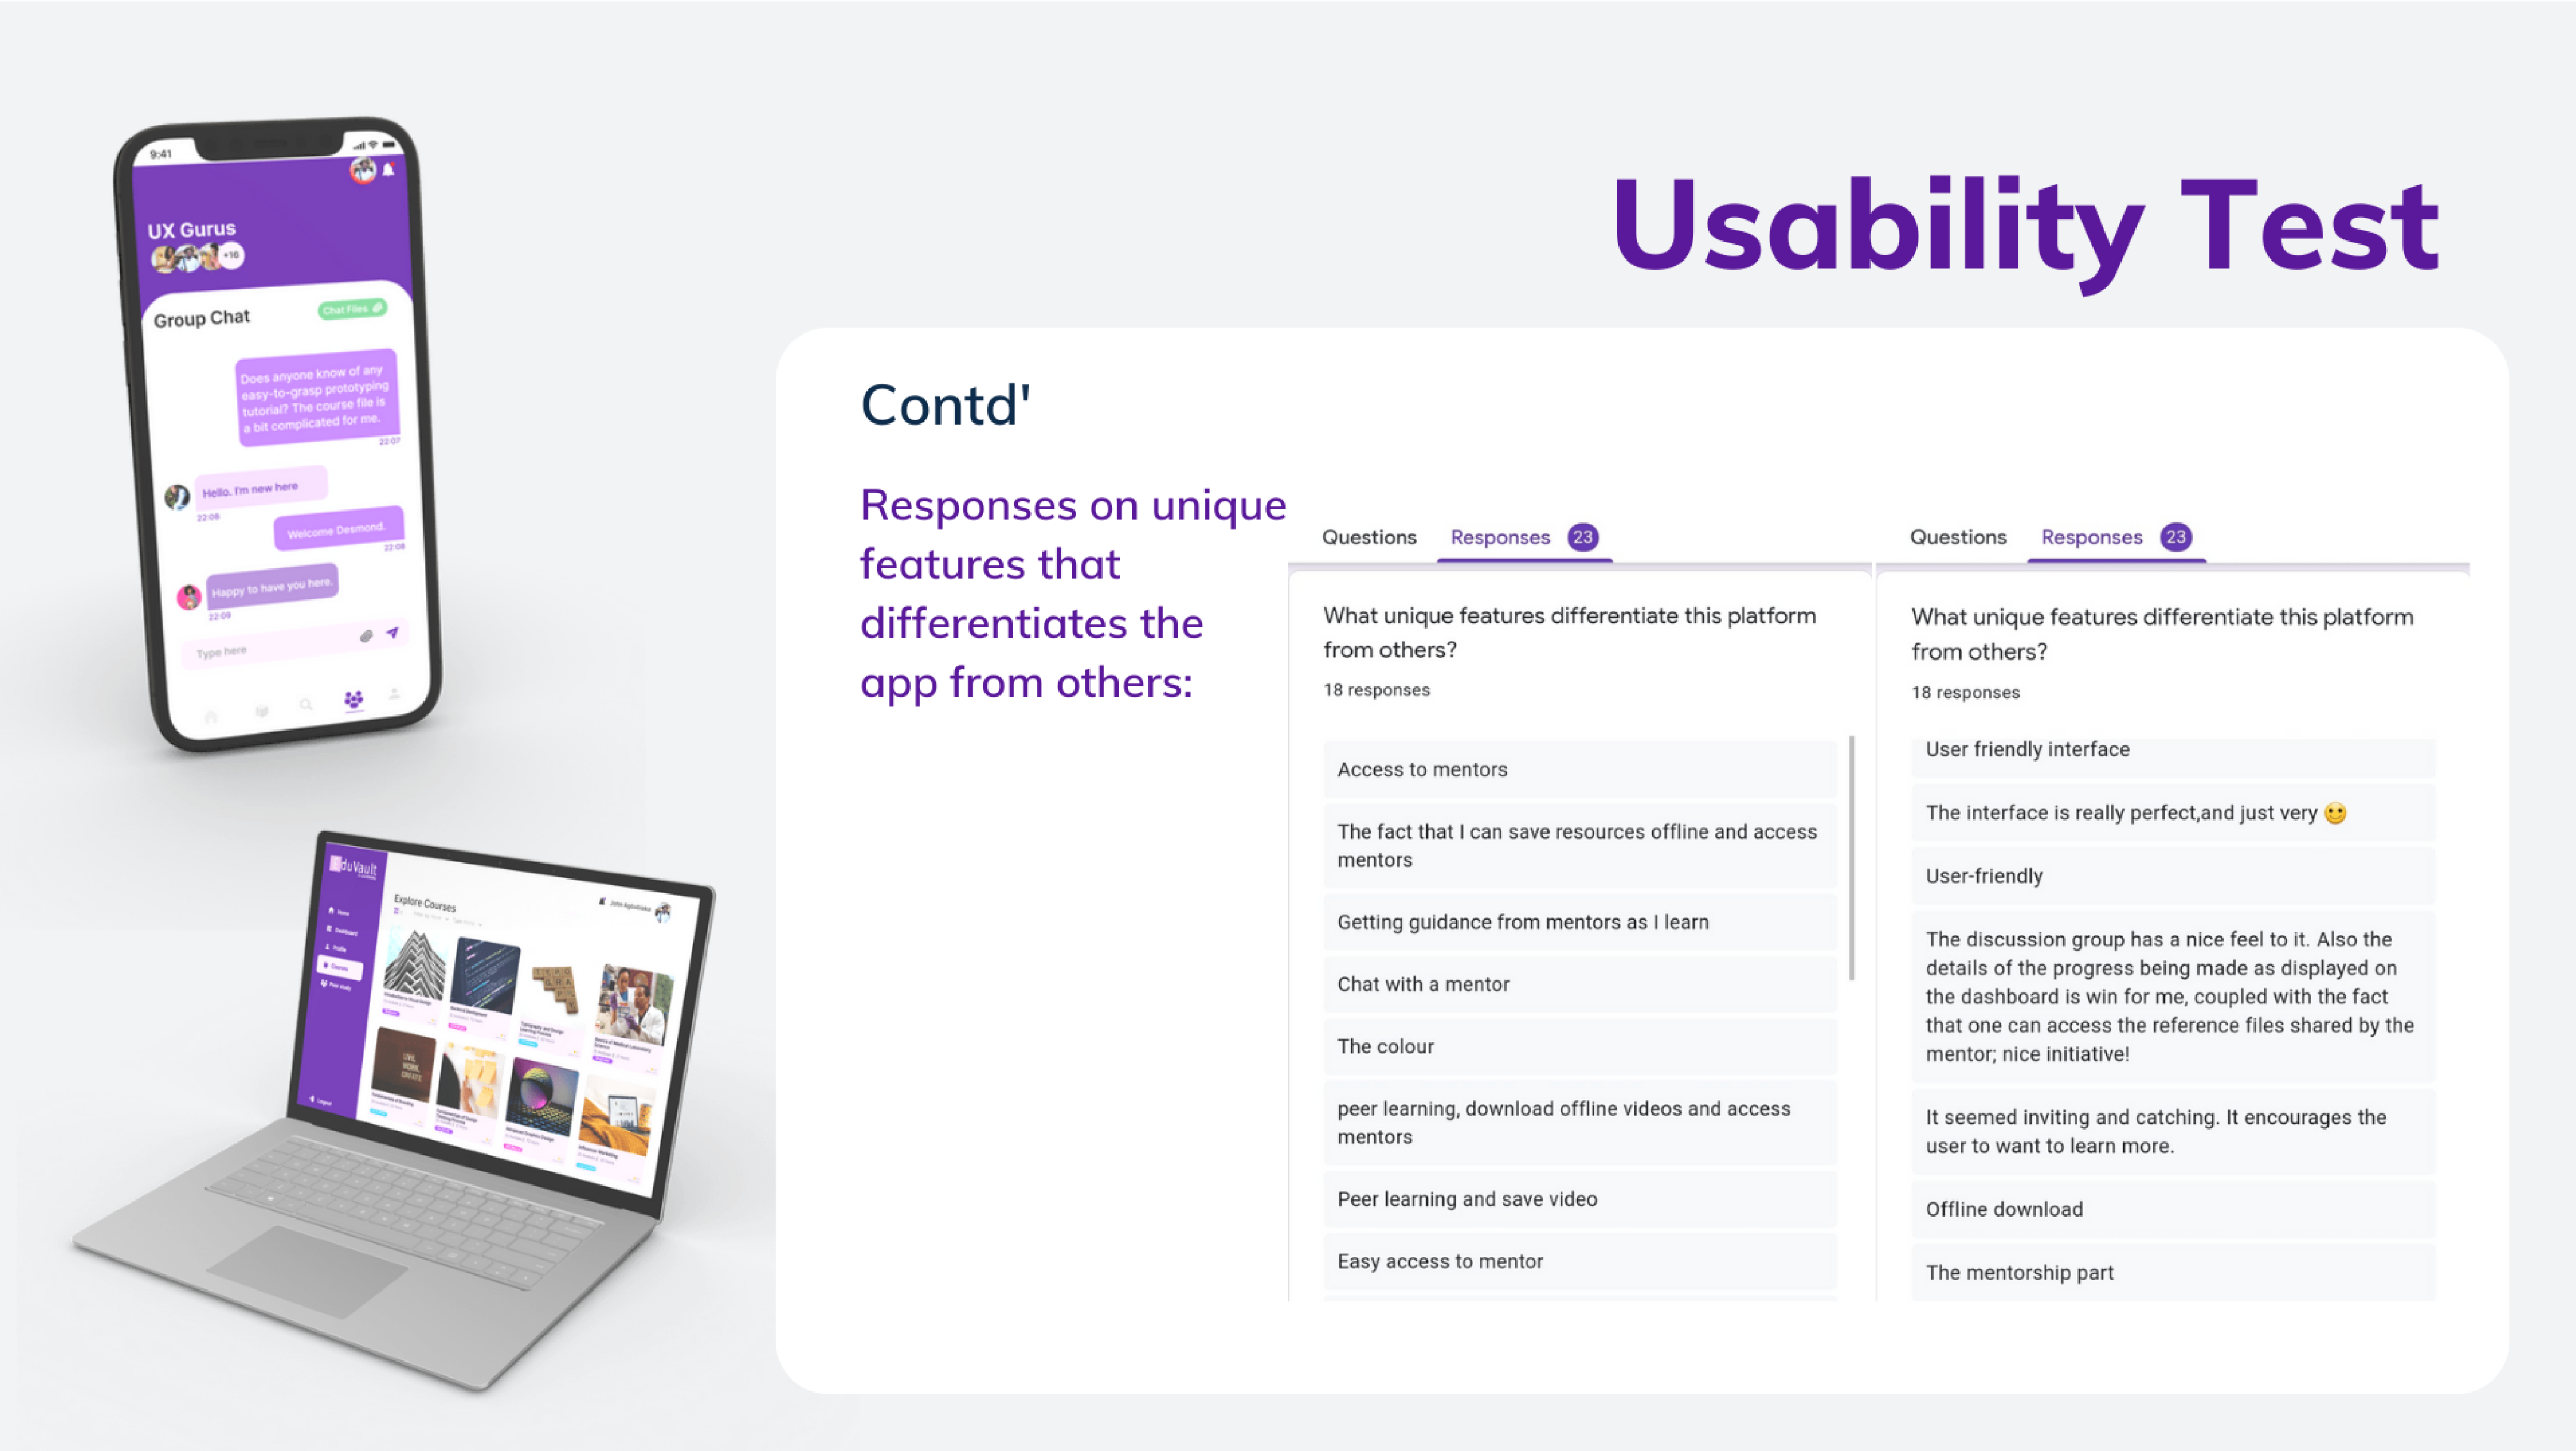 Usability Test
9:41
UX Gurus
+16
Group Chat
Chat Files
Does anyone know of any
easy-to-grasp prototyping
tutorial? The course file is
a bit complicated for me.
22:07
Hello. I'm new here
22:08
Welcome Desmond.
22:08
Happy to have you here.
22:09
Type here
EduVault
Home
Dashboard
Profile
Courses
Peer study
Logout
Explore Courses
John
Contd'
Responses on unique
features that
differentiates the
app from others:
Questions Responses 23
What unique features differentiate this platform
from others?
18 responses
Access to mentors
The fact that I can save resources offline and access
mentors
Getting guidance from mentors as I learn
Chat with a mentor
The colour
peer learning, download offline videos and access
mentors
Peer learning and save video
Easy access to mentor
Questions Responses 23
What unique features differentiate this platform
from others?
18 responses
User friendly interface
The interface is really perfect,and just very 🙂
User-friendly
The discussion group has a nice feel to it. Also the
details of the progress being made as displayed on
the dashboard is win for me, coupled with the fact
that one can access the reference files shared by the
mentor; nice initiative!
It seemed inviting and catching. It encourages the
user to want to learn more.
Offline download
The mentorship part